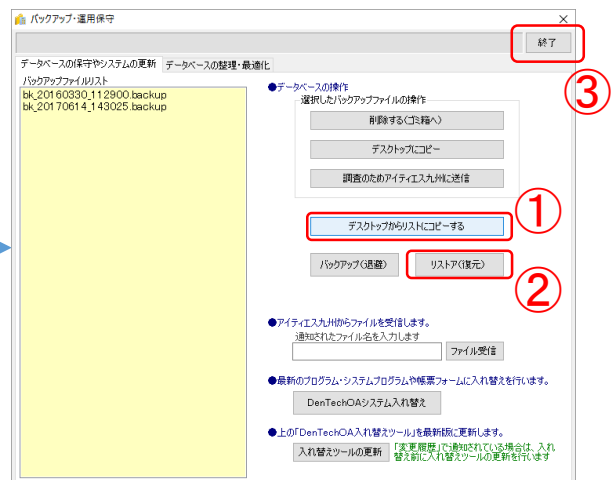 バックアップ・運用保守
終了
③
データベースの保守やシステムの更新 データベースの整理・最適化
バックアップファイルリスト
bk_20160330_112900.backup
bk_20170614_143025.backup
●データベースの操作
選択したバックアップファイルの操作
削除する(ゴミ箱へ)
デスクトップにコピー
調査のためアイティエス九州に送信
①
デスクトップからリストにコピーする
バックアップ(退避) リストア(復元)
②
●アイティエス九州からファイルを受信します。
通知されたファイル名を入力します
ファイル受信
●最新のプログラム・システムプログラムや帳票フォームに入れ替えを行います。
DenTechOAシステム入れ替え
●上の「DenTechOA入れ替えツール」を最新版に更新します。
入れ替えツールの更新
「変更履歴」で通知されている場合は、入れ
替え前に入れ替えツールの更新を行います